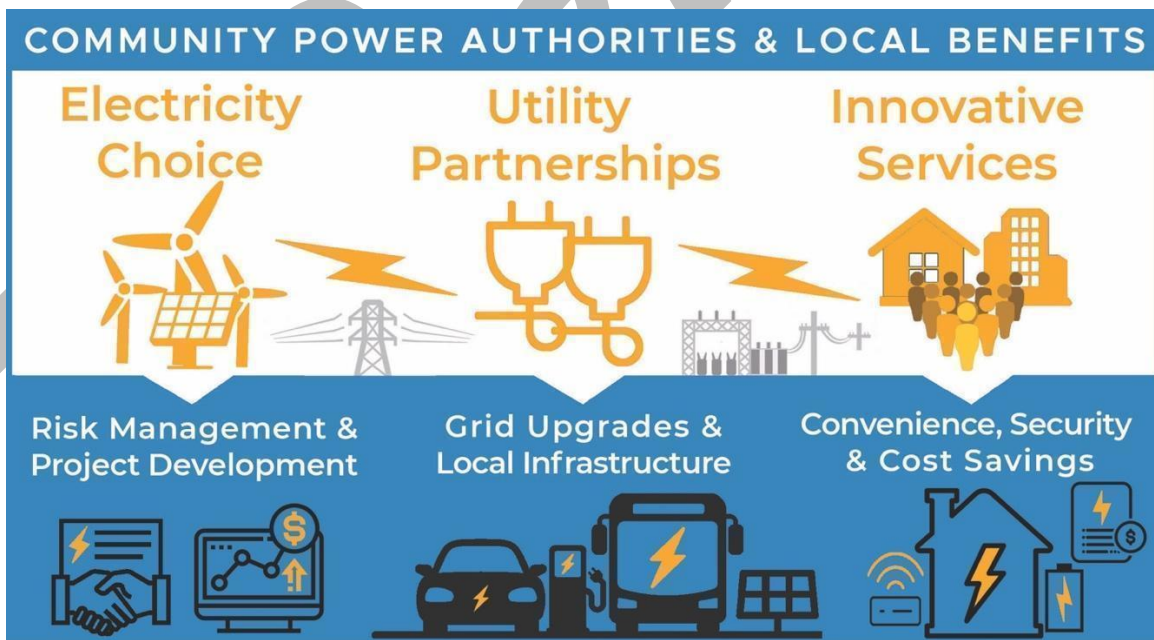 COMMUNITY POWER AUTHORITIES & LOCAL BENEFITS
Electricity
Choice
Utility
Partnerships
Innovative
Services
Risk Management &
Project Development
Grid Upgrades &
Local Infrastructure
Convenience, Security
& Cost Savings
$
$